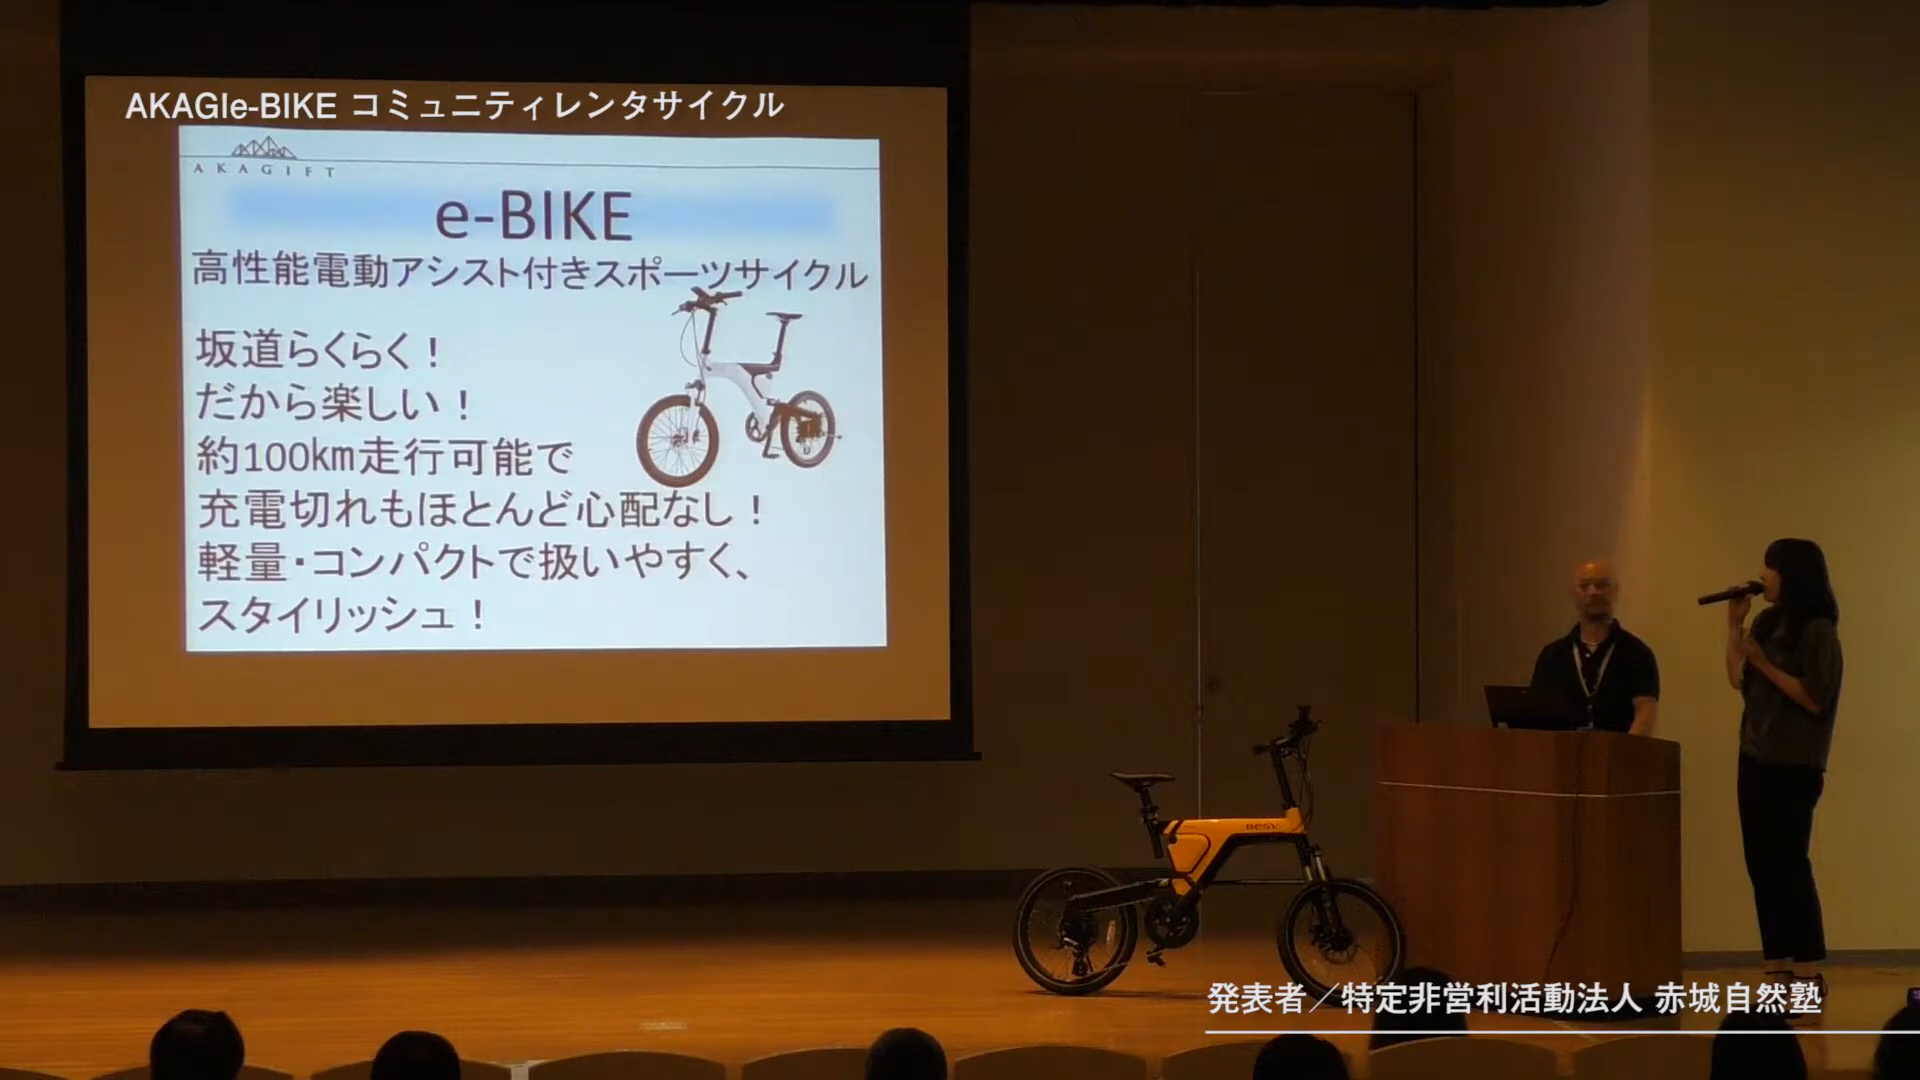 AKAGIe-BIKE コミュニティレンタサイクル
AKAGIFT
e-BIKE
高性能電動アシスト付きスポーツサイクル
坂道らくらく！
だから楽しい！
約100km走行可能で
充電切れもほとんど心配なし！
軽量・コンパクトで扱いやすく、
スタイリッシュ！
BESV
発表者／特定非営利活動法人 赤城自然塾